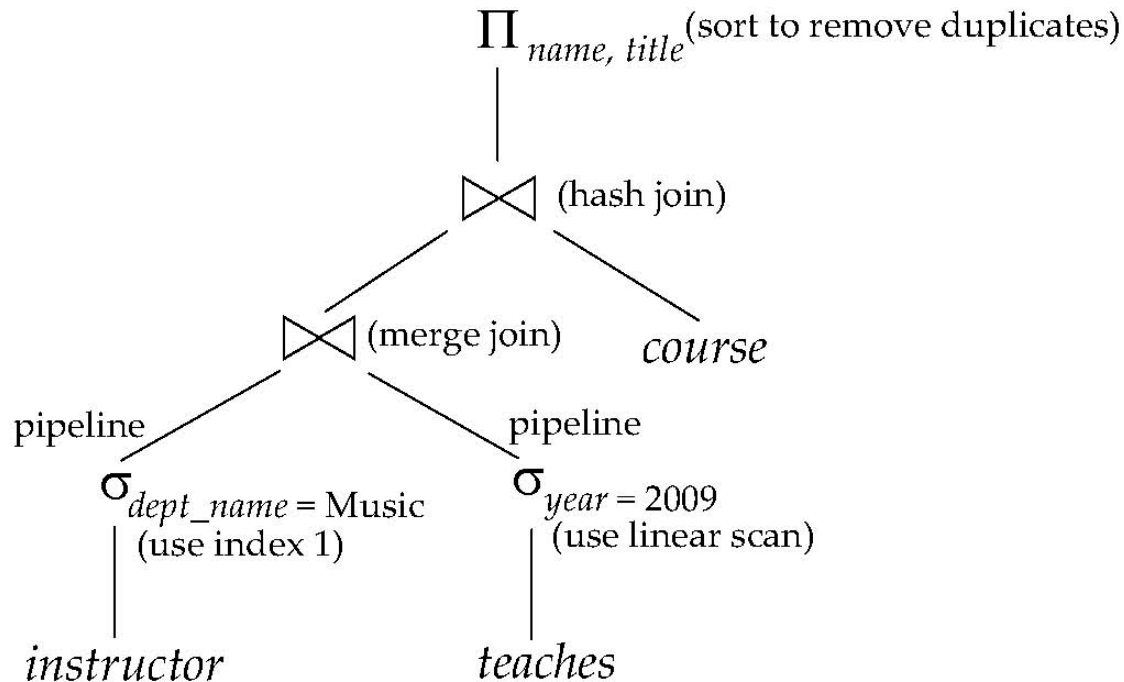 Π name, title (sort to remove duplicates)
(hash join)
(merge join)
course
pipeline
pipeline
σ dept_name = Music
σ year = 2009
(use index 1)
(use linear scan)
instructor
teaches